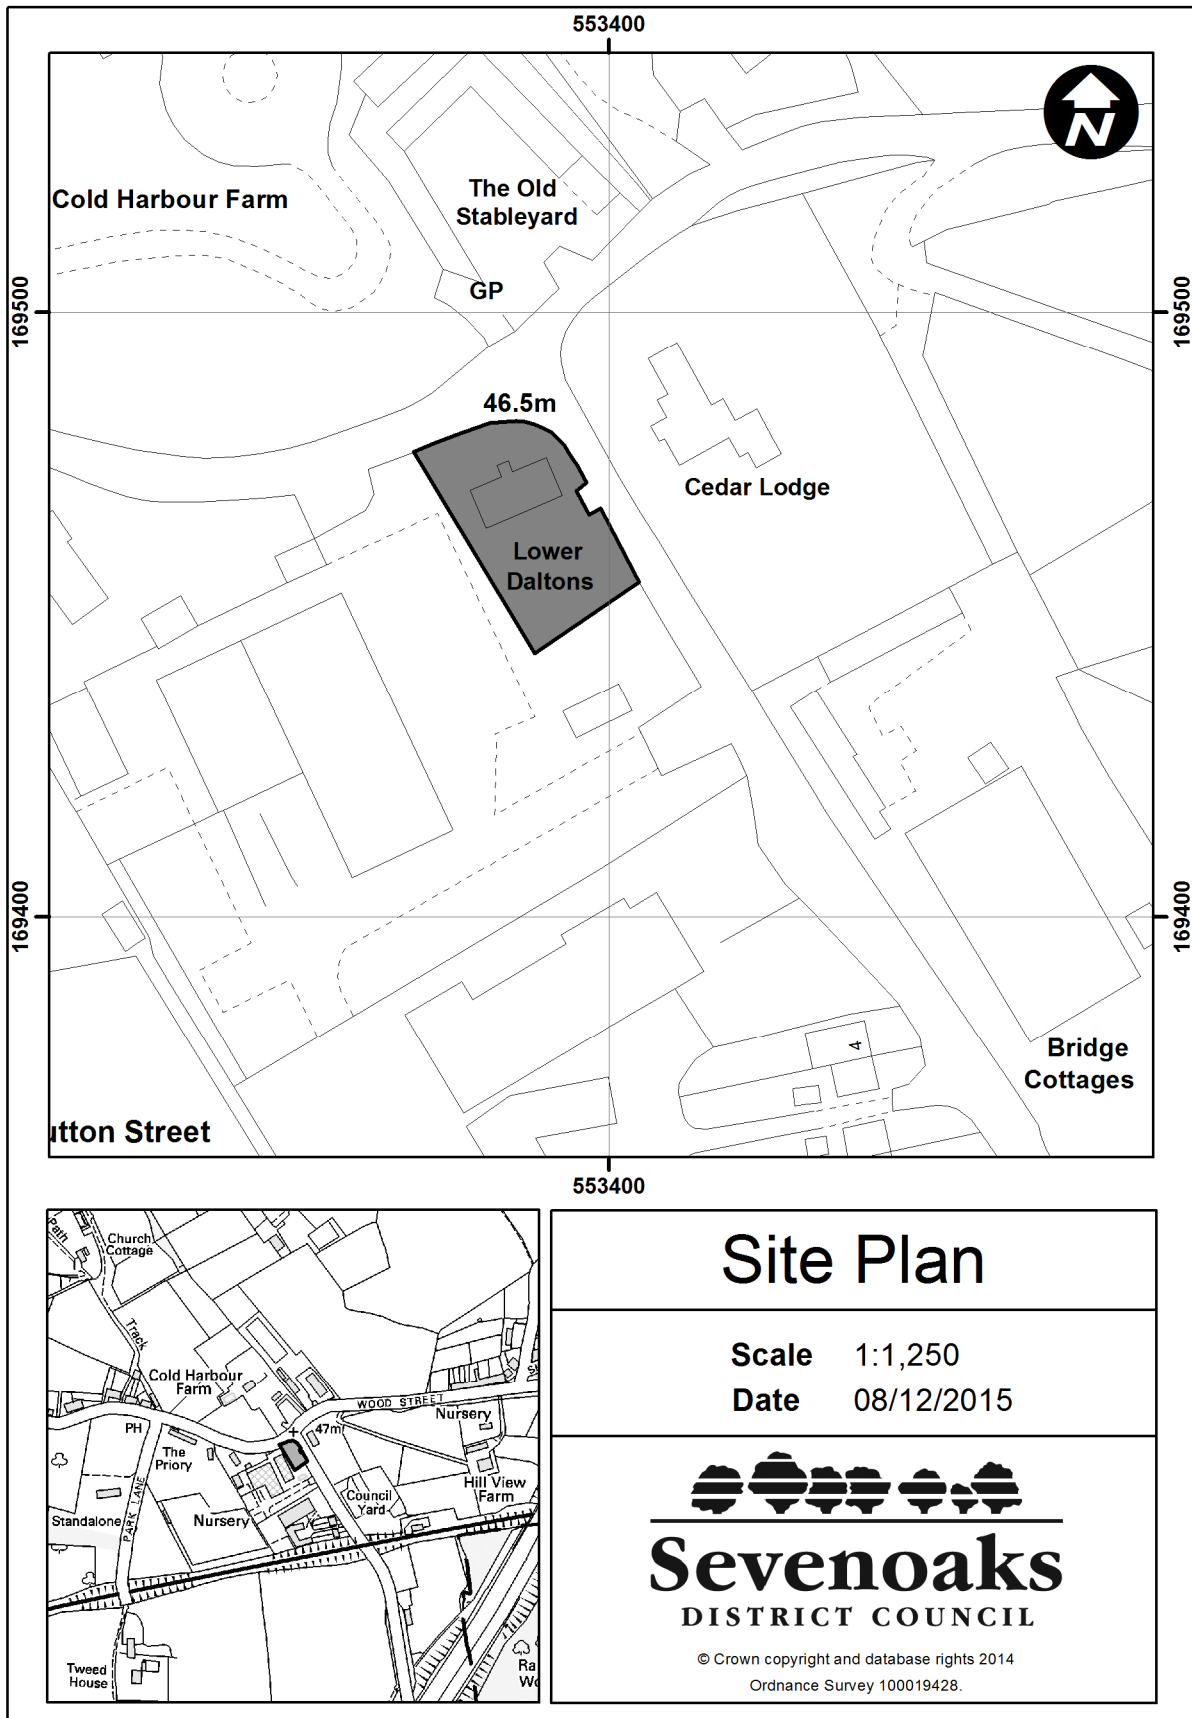 553400
Cold Harbour Farm
The Old
Stableyard
N
GP
169500
169500
46.5m
Cedar Lodge
Lower
Daltons
169400
169400
4
Bridge
Cottages
utton Street
553400
Path
Church
Cottage
Track
Cold Harbour
Farm
WOOD STREET
Nursery
PH
47m
The
Priory
PARK LANE
Hill View
Farm
Council
Yard
Standalone
Nursery
Tweed
House
Ra
Wo
Site Plan
Scale 1:1,250
Date 08/12/2015
Sevenoaks
DISTRICT COUNCIL
© Crown copyright and database rights 2014
Ordnance Survey 100019428.